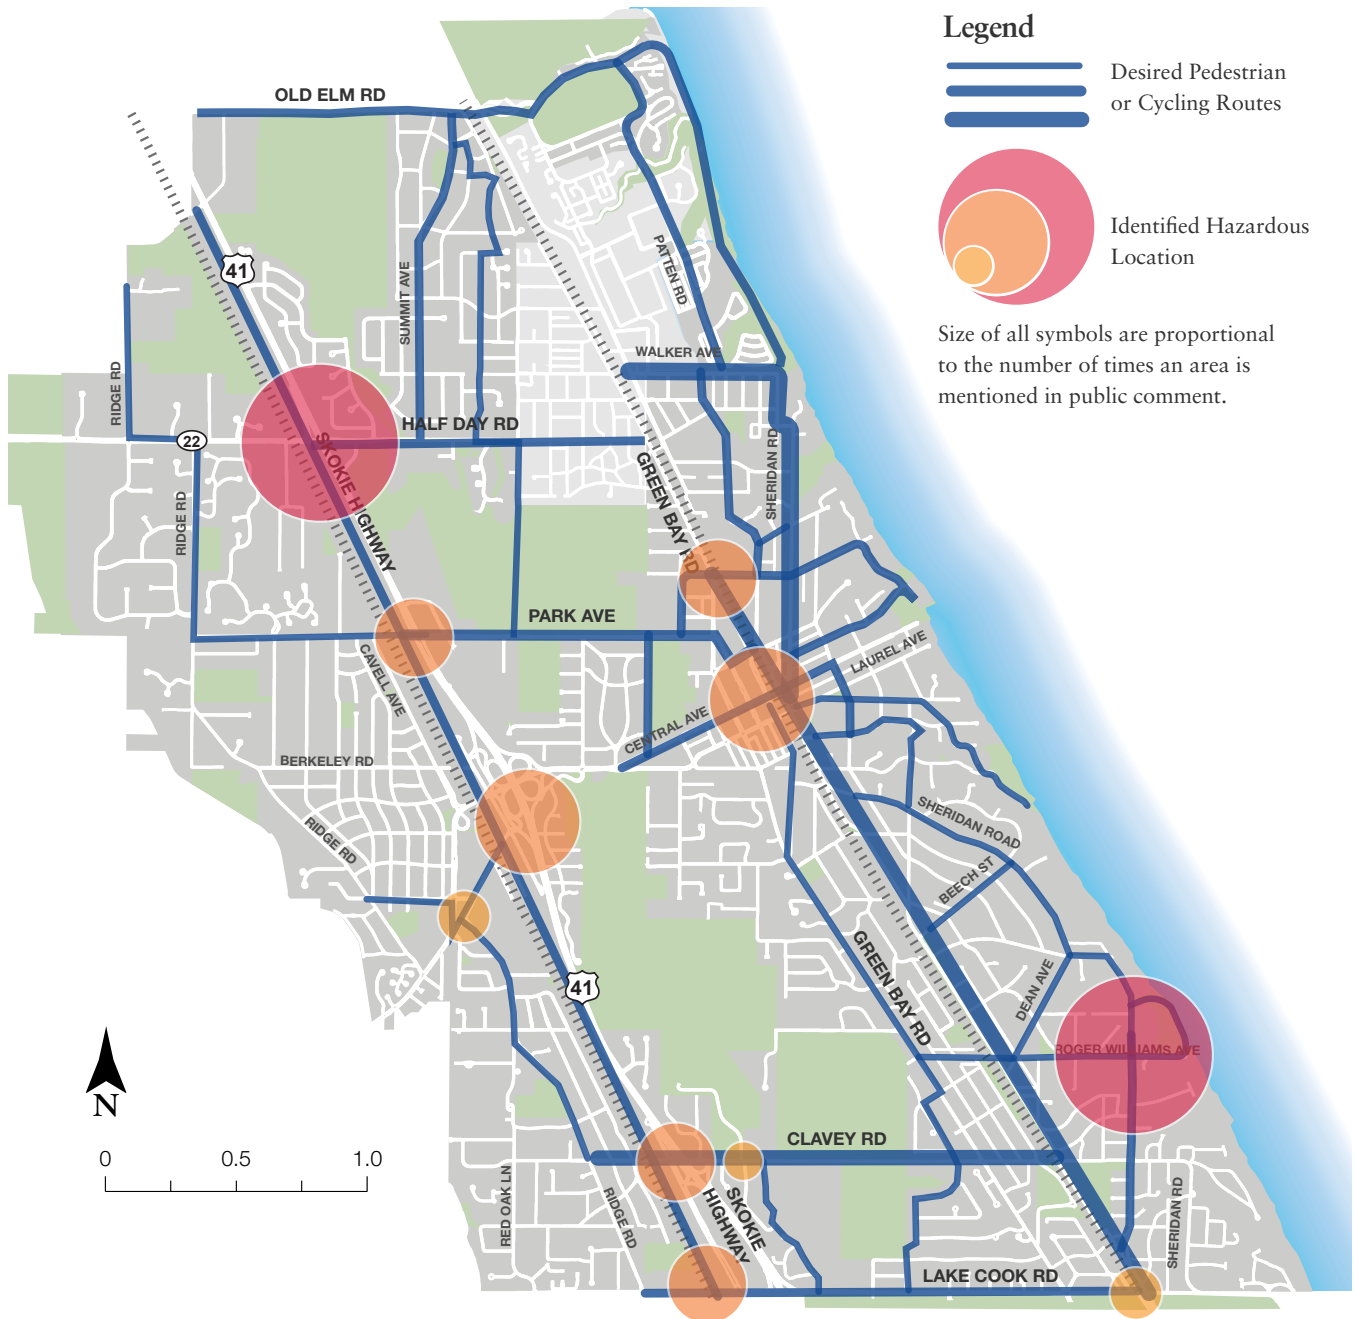 Legend
Desired Pedestrian
or Cycling Routes
Identified Hazardous
Location
Size of all symbols are proportional
to the number of times an area is
mentioned in public comment.
OLD ELM RD
41
SUMMIT AVE
PATTEN RD
WALKER AVE
RIDGE RD
HALF DAY RD
22
SKOKIE HIGHWAY
GREEN BAY RD
SHERIDAN RD
RIDGE RD
PARK AVE
LAUREL AVE
CAVELL AVE
CENTRAL AVE
BERKELEY RD
RIDGE RD
SHERIDAN ROAD
BEECH ST
GREEN BAY RD
DEAN AVE
41
ROGER WILLIAMS AVE
N
0 0.5 1.0
CLAVEY RD
RED OAK LN
RIDGE RD
SKOKIE
HIGHWAY
SHERIDAN RD
LAKE COOK RD